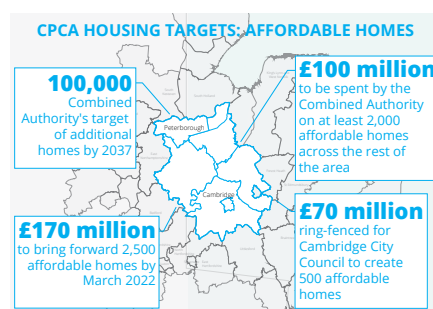 CPCA HOUSING TARGETS: AFFORDABLE HOMES
100,000
Combined
Authority's target
of additional
homes by 2037
£100 million
to be spent by the
Combined Authority
on at least 2,000
affordable homes
across the rest of
the area
Peterborough
Cambridge
£170 million
to bring forward 2,500
affordable homes by
March 2022
£70 million
ring-fenced for
Cambridge City
Council to create
500 affordable
homes